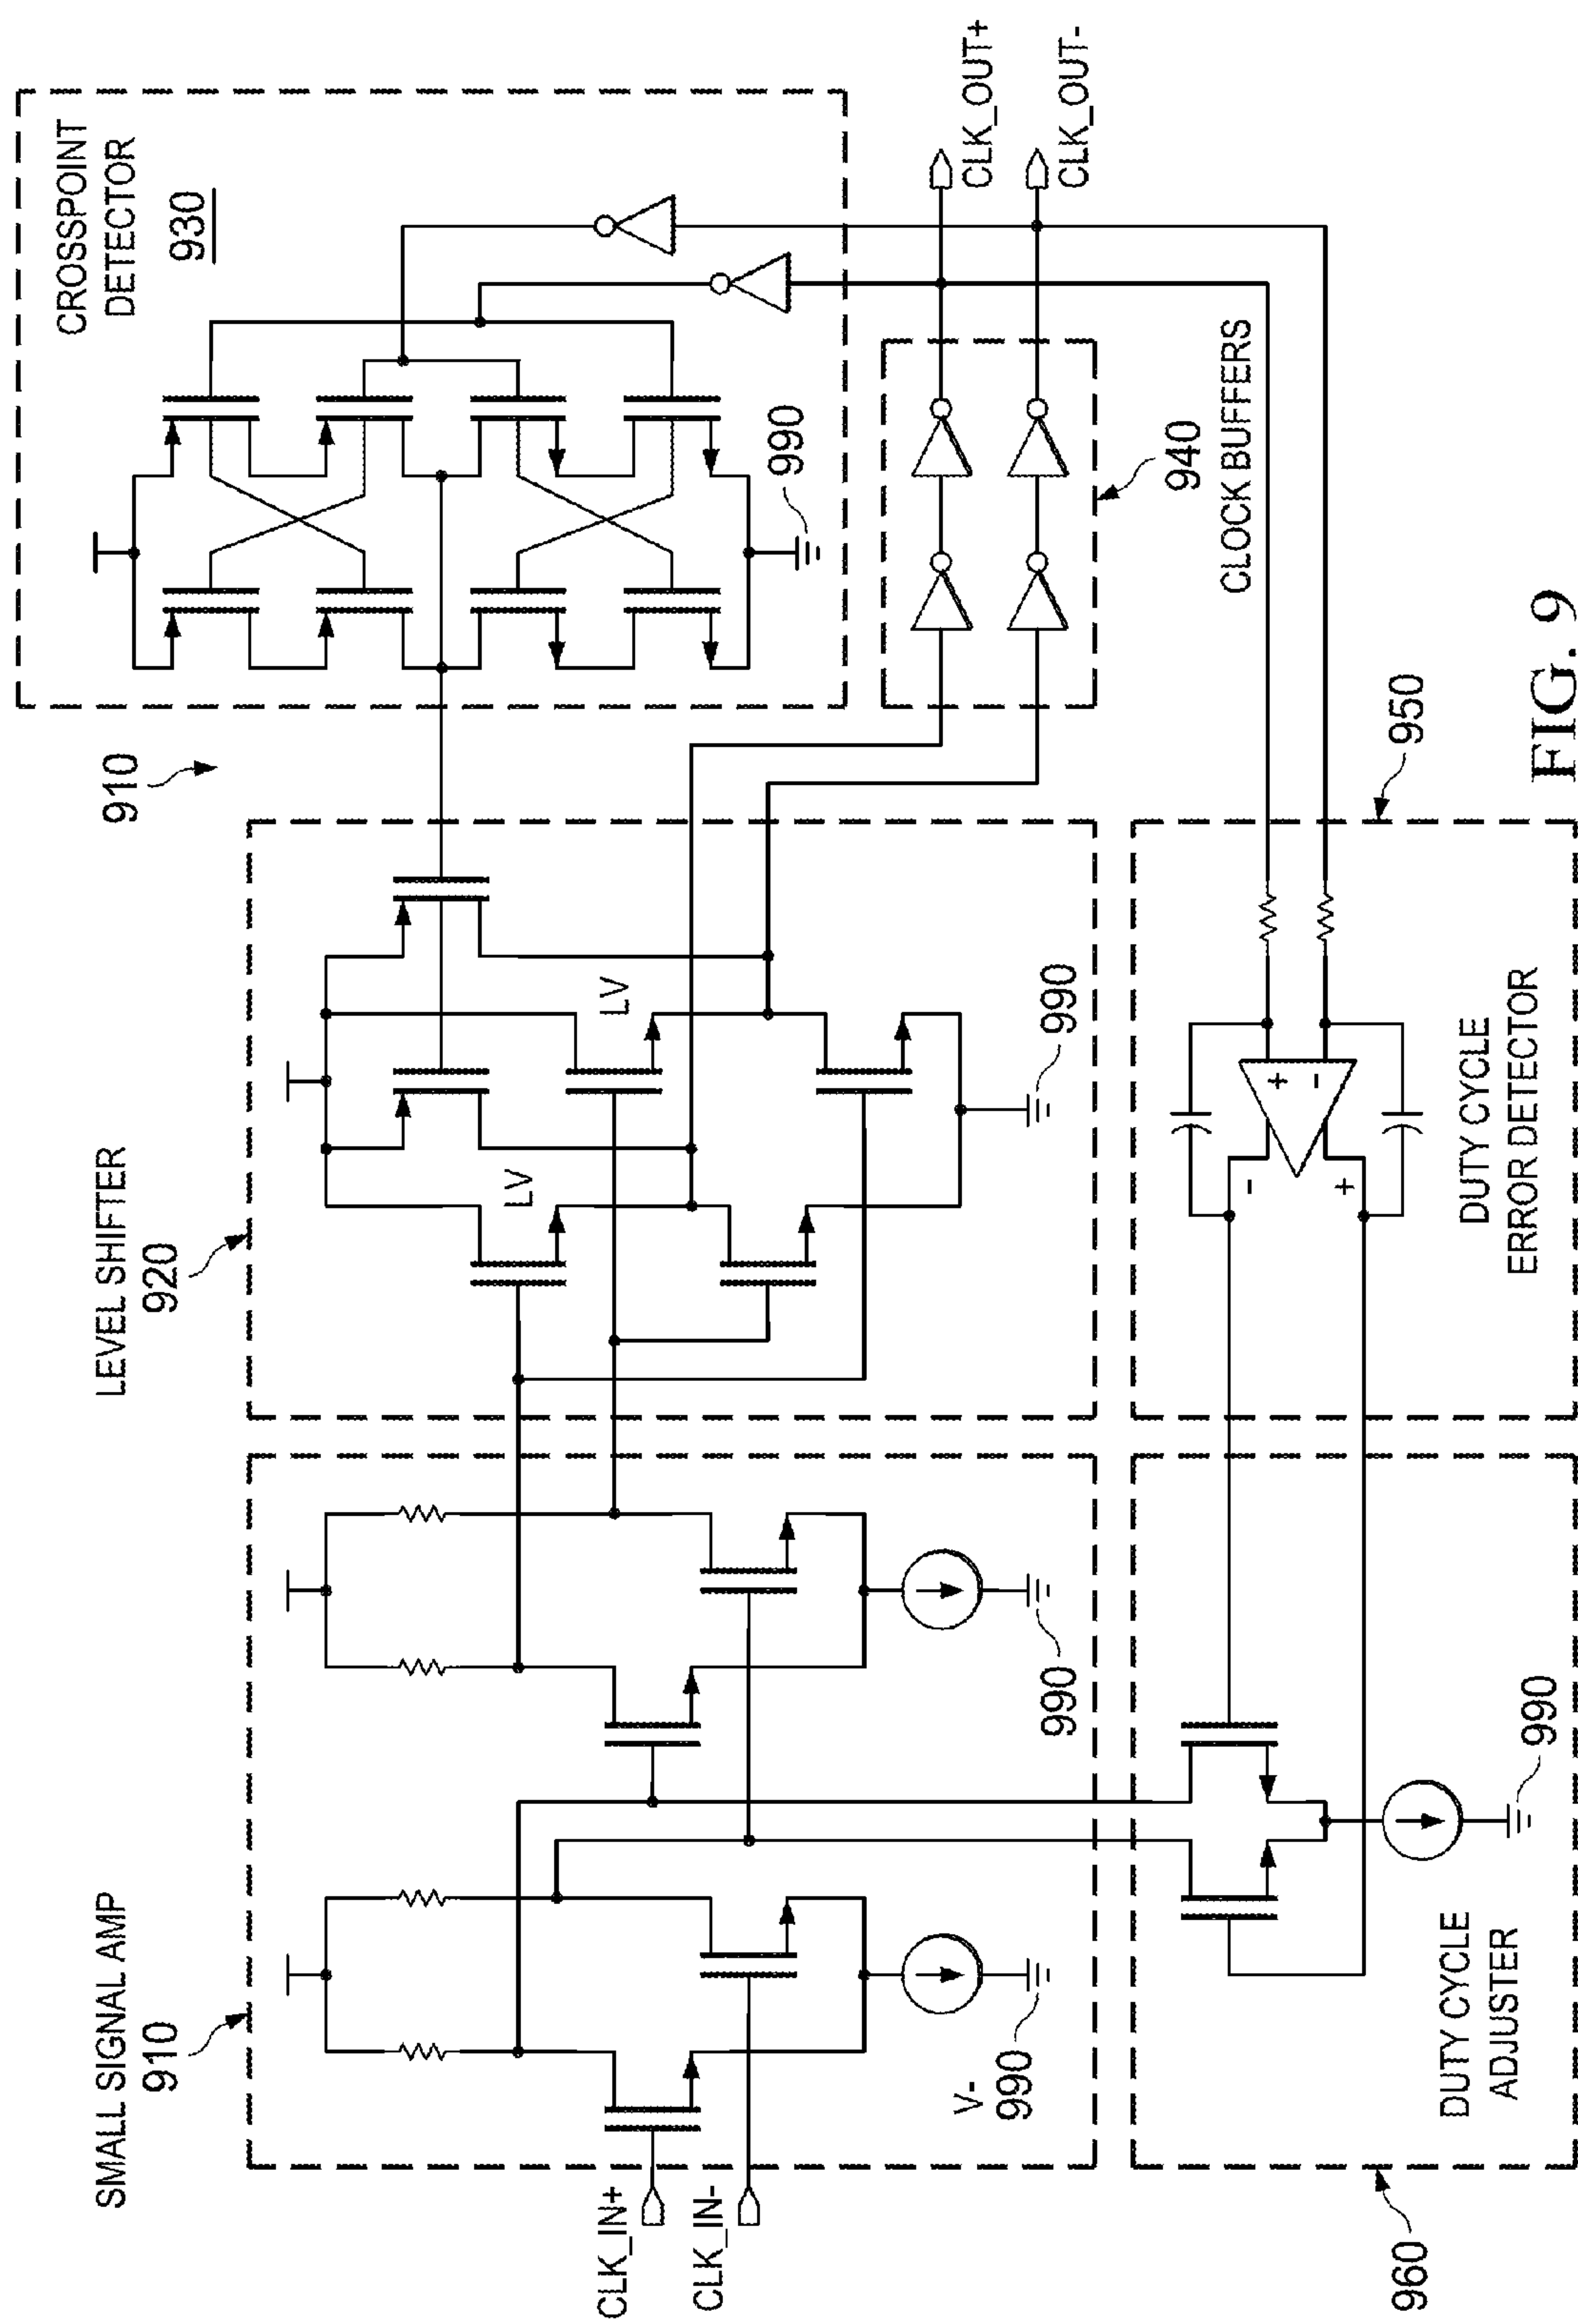 SMALL SIGNAL AMP
910
LEVEL SHIFTER
920
910
CROSSPOINT
DETECTOR
930
LV
LV
990
990
990
V-
990
CLK_IN+
CLK_IN-
CLK_OUT+
CLK_OUT-
940
CLOCK BUFFERS
960
DUTY CYCLE
ADJUSTER
990
DUTY CYCLE
ERROR DETECTOR
+
-
-
+
950
FIG. 9